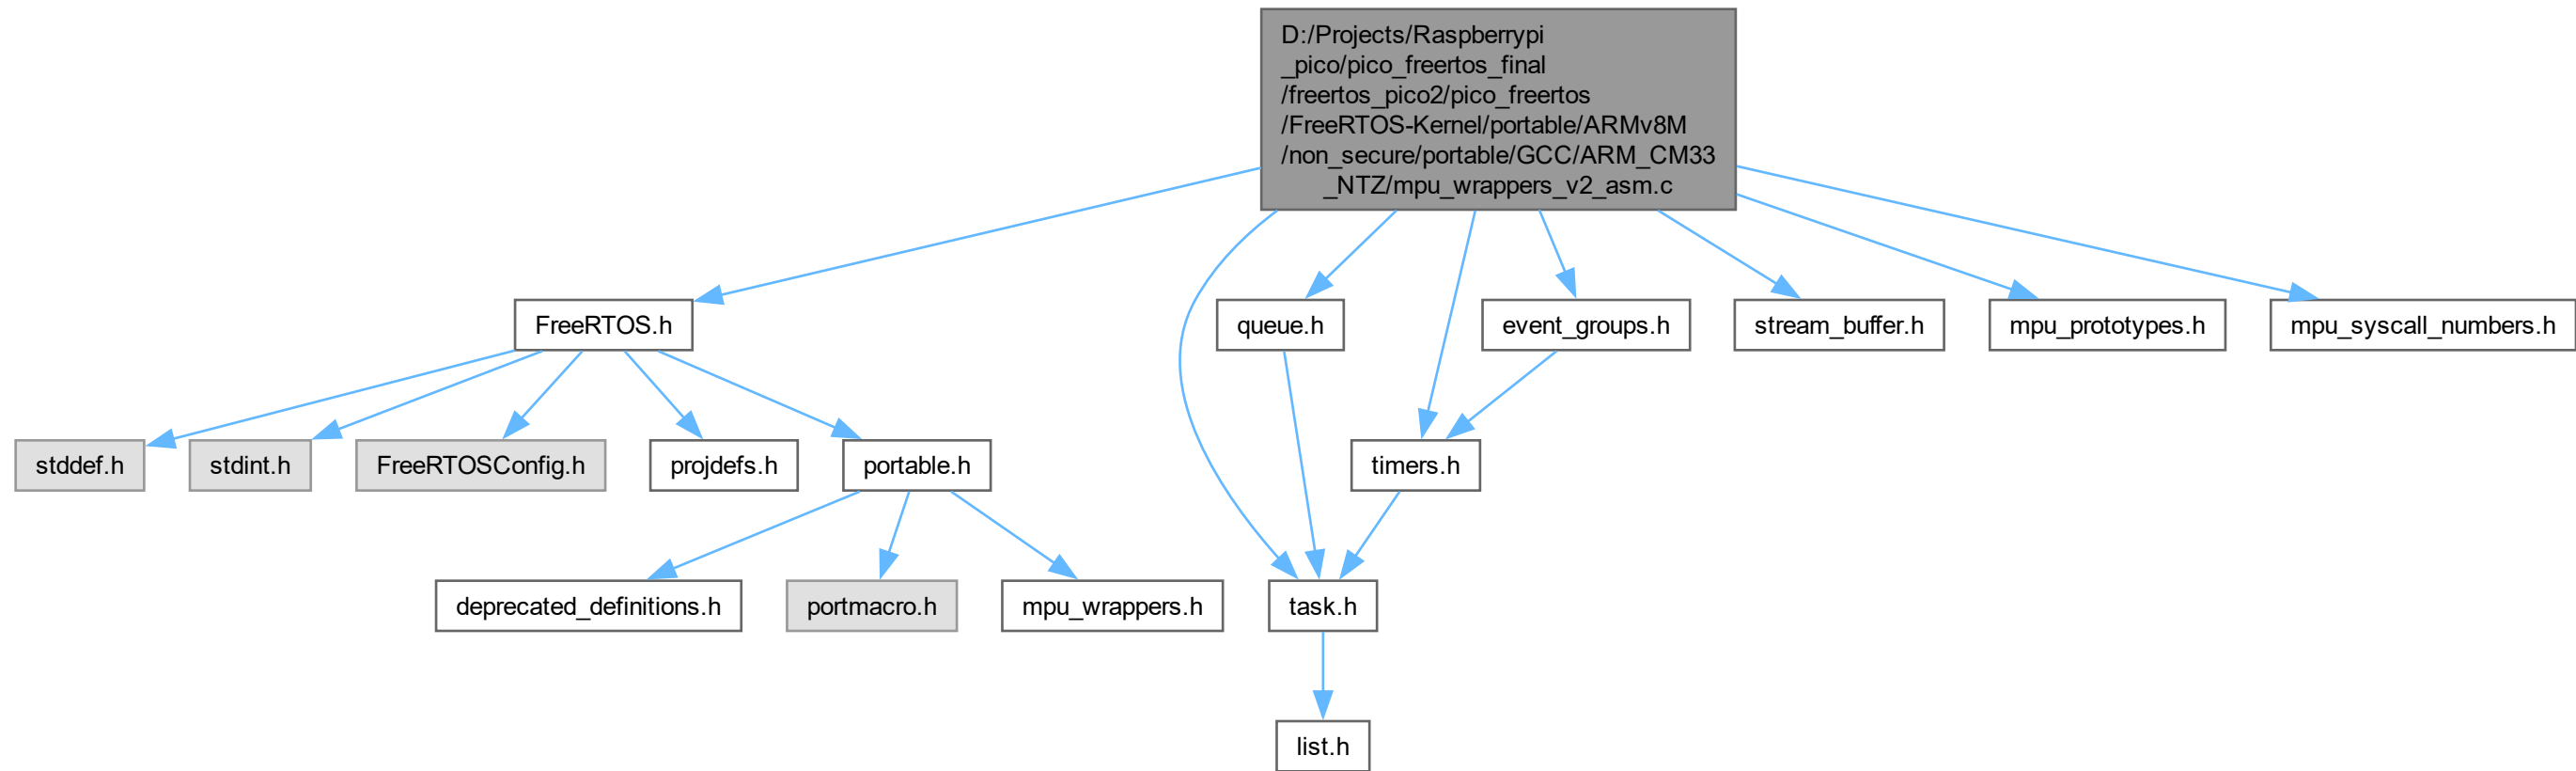 D:/Projects/Raspberrypi
_pico/pico_freertos_final
/freertos_pico2/pico_freertos
/FreeRTOS-Kernel/portable/ARMv8M
/non_secure/portable/GCC/ARM_CM33
_NTZ/mpu_wrappers_v2_asm.c
FreeRTOS.h
queue.h
event_groups.h
stream_buffer.h
mpu_prototypes.h
mpu_syscall_numbers.h
stddef.h
stdint.h
FreeRTOSConfig.h
projdefs.h
portable.h
timers.h
deprecated_definitions.h
portmacro.h
mpu_wrappers.h
task.h
list.h